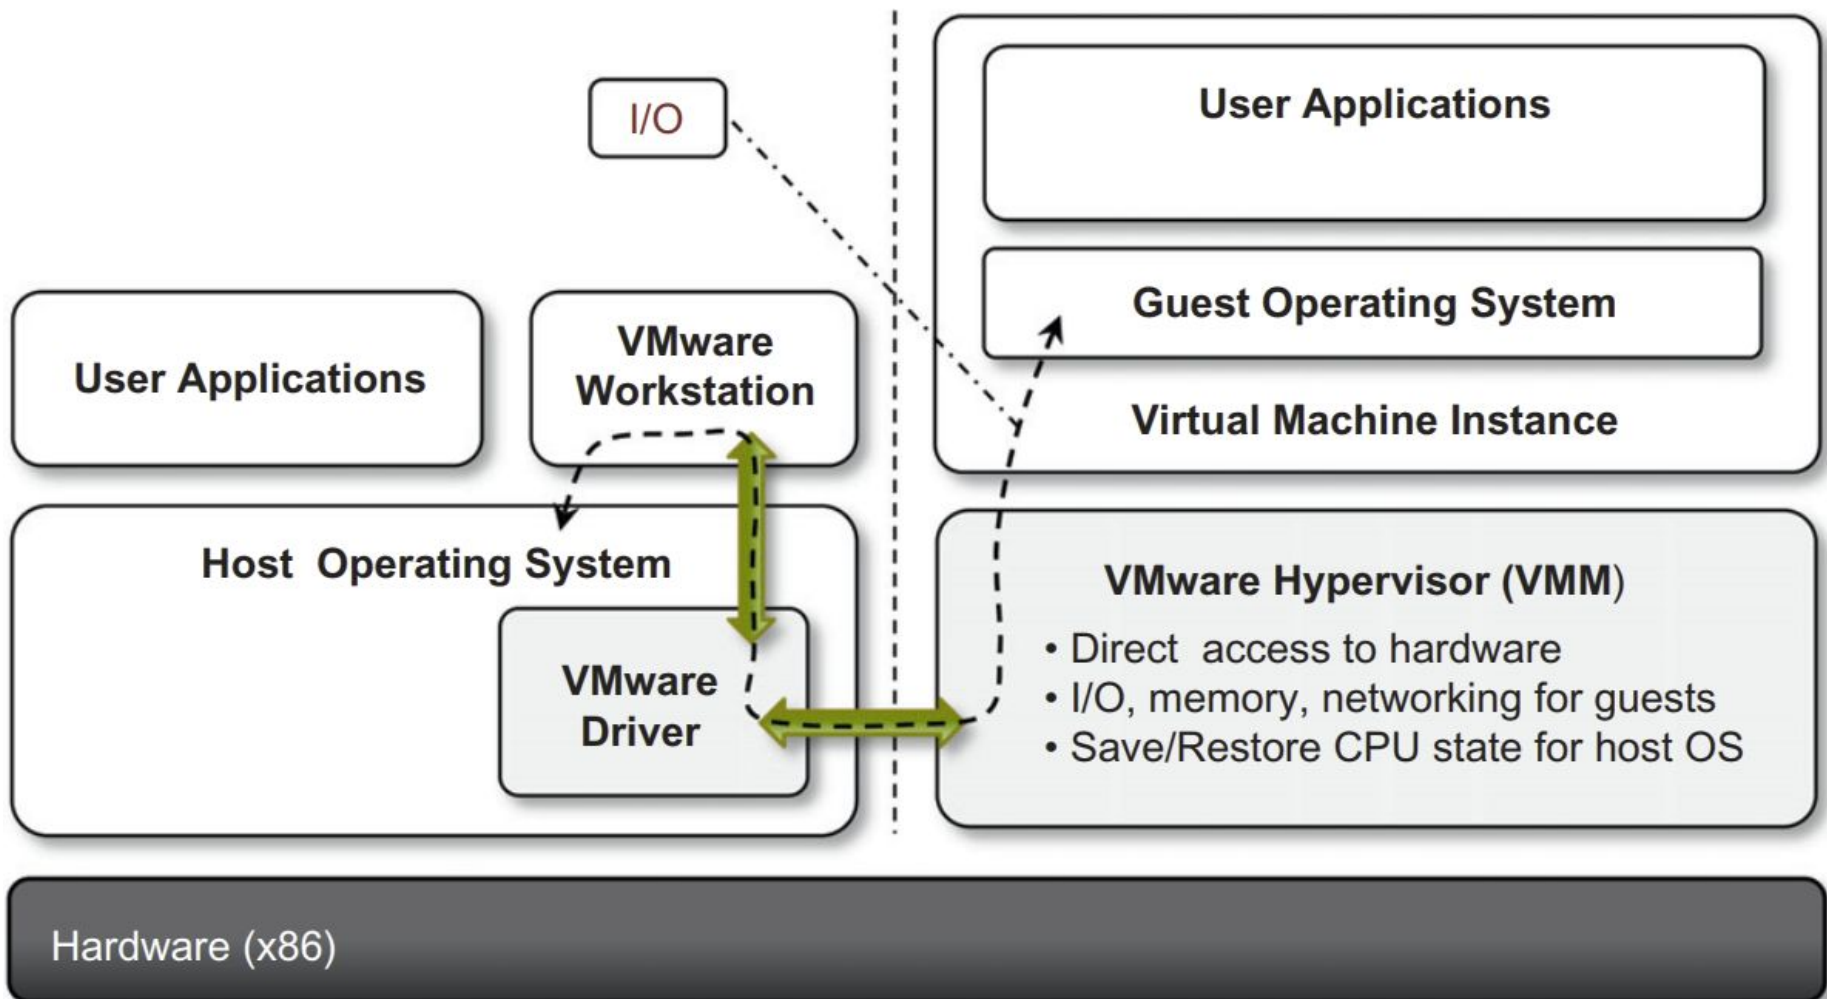 I/O
User Applications
VMware
Workstation
Host Operating System
VMware
Driver
User Applications
Guest Operating System
Virtual Machine Instance
VMware Hypervisor (VMM)
• Direct access to hardware
• I/O, memory, networking for guests
• Save/Restore CPU state for host OS
Hardware (x86)